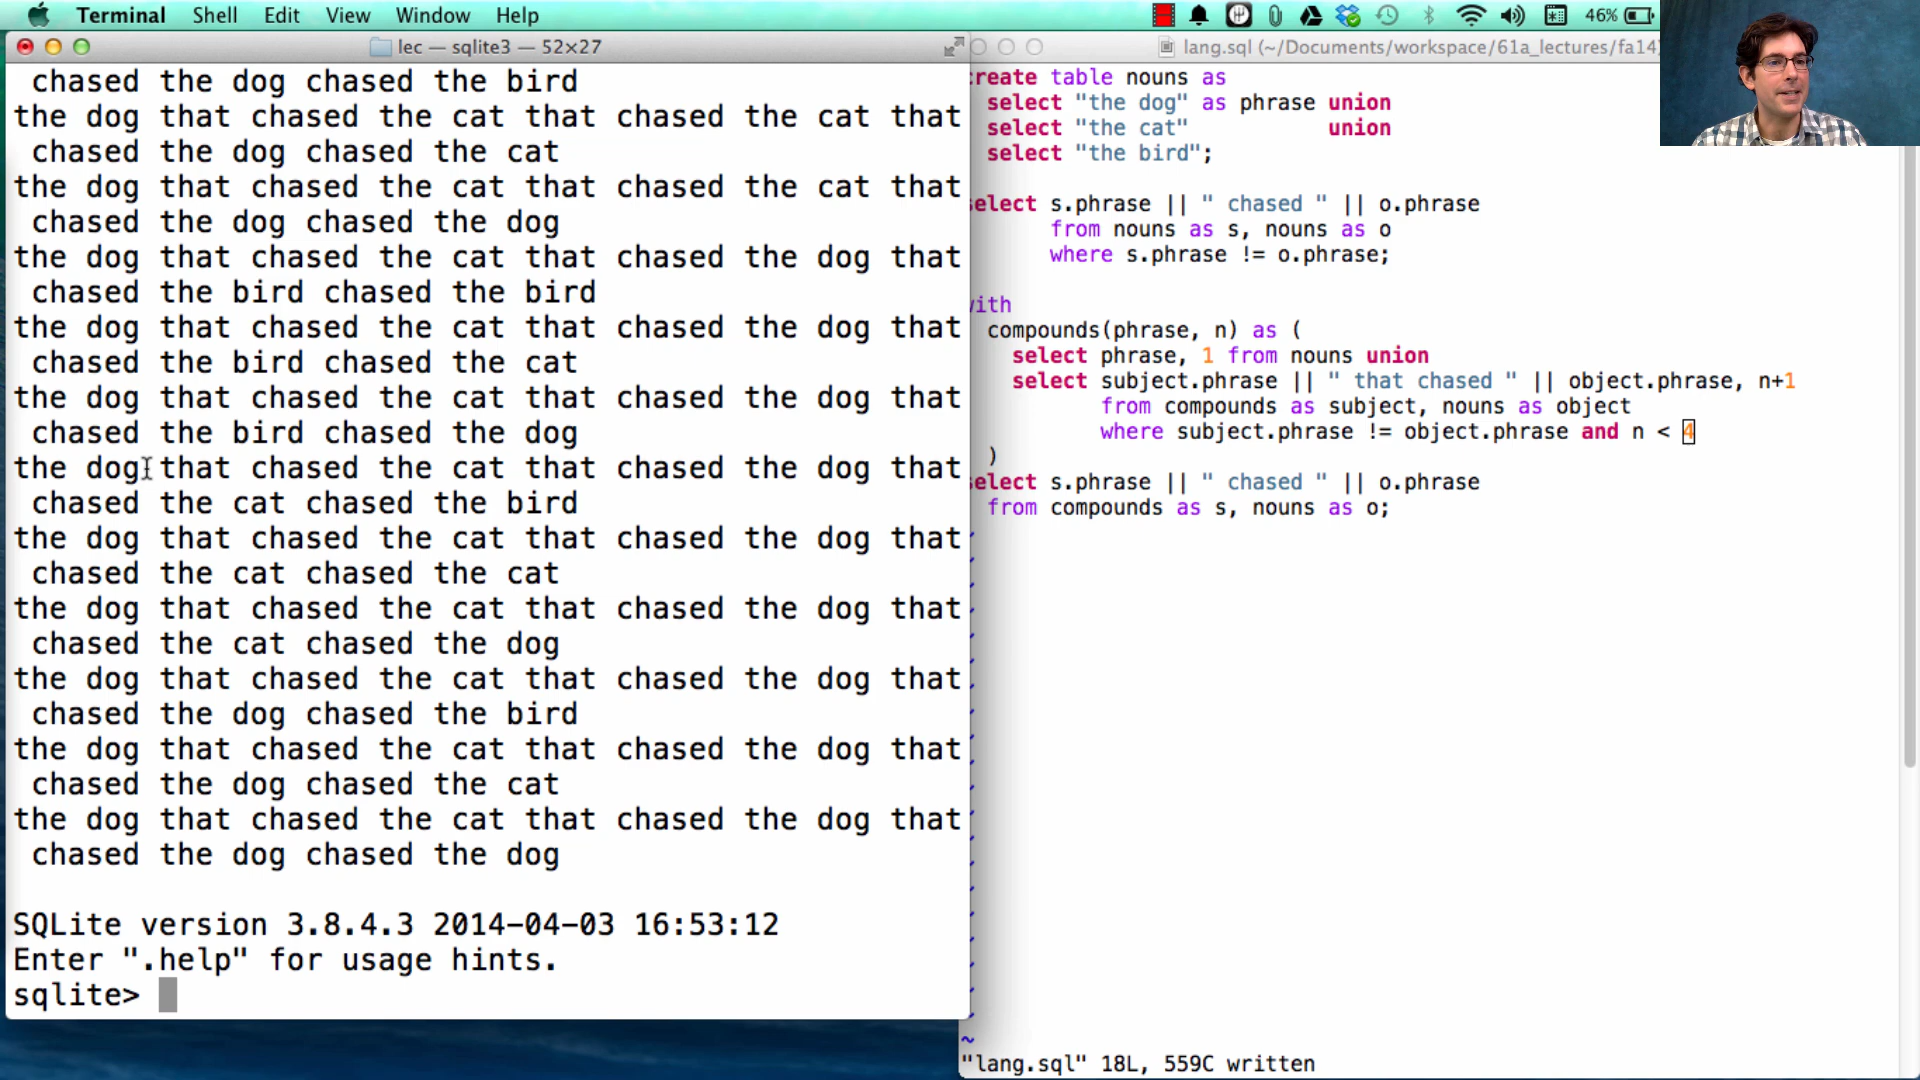 Terminal Shell Edit View Window Help 46%
lec — sqlite3 — 52×27
chased the dog chased the bird
the dog that chased the cat that chased the cat that
chased the dog chased the cat
the dog that chased the cat that chased the cat that
chased the dog chased the dog
the dog that chased the cat that chased the dog that
chased the bird chased the bird
the dog that chased the cat that chased the dog that
chased the bird chased the cat
the dog that chased the cat that chased the dog that
chased the bird chased the dog
the dog that chased the cat that chased the dog that
chased the cat chased the bird
the dog that chased the cat that chased the dog that
chased the cat chased the cat
the dog that chased the cat that chased the dog that
chased the cat chased the dog
the dog that chased the cat that chased the dog that
chased the dog chased the bird
the dog that chased the cat that chased the dog that
chased the dog chased the cat
the dog that chased the cat that chased the dog that
chased the dog chased the dog
SQLite version 3.8.4.3 2014-04-03 16:53:12
Enter ".help" for usage hints.
sqlite>
lang.sql (~/Documents/workspace/61a_lectures/fa14
create table nouns as
select "the dog" as phrase union
select "the cat" union
select "the bird";
select s.phrase || " chased " || o.phrase
from nouns as s, nouns as o
where s.phrase != o.phrase;
with
compounds(phrase, n) as (
select phrase, 1 from nouns union
select subject.phrase || " that chased " || object.phrase, n+1
from compounds as subject, nouns as object
where subject.phrase != object.phrase and n < 4
)
select s.phrase || " chased " || o.phrase
from compounds as s, nouns as o;
~
"lang.sql" 18L, 559C written